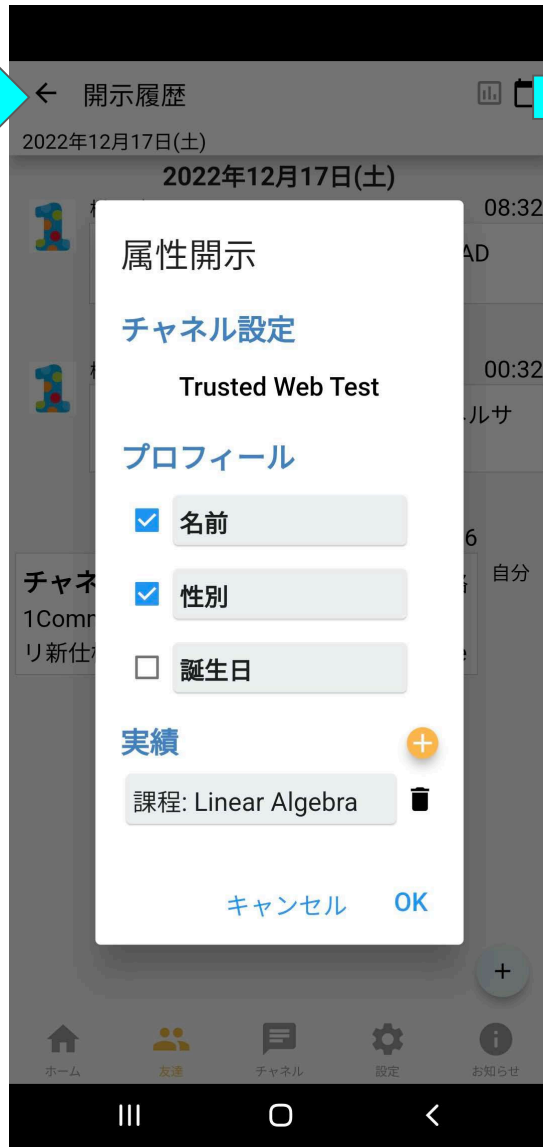 開示履歴
2022年12月17日(土)
2022年12月17日(土)
08:32
AD
属性開示
チャネル設定
Trusted Web Test
00:32
ルサ
プロフィール
名前
6
自分
チャネ
性別
1Comm
リ新仕
誕生日
実績
課程: Linear Algebra
キャンセル OK
ホーム 友達 チャネル 設定 お知らせ